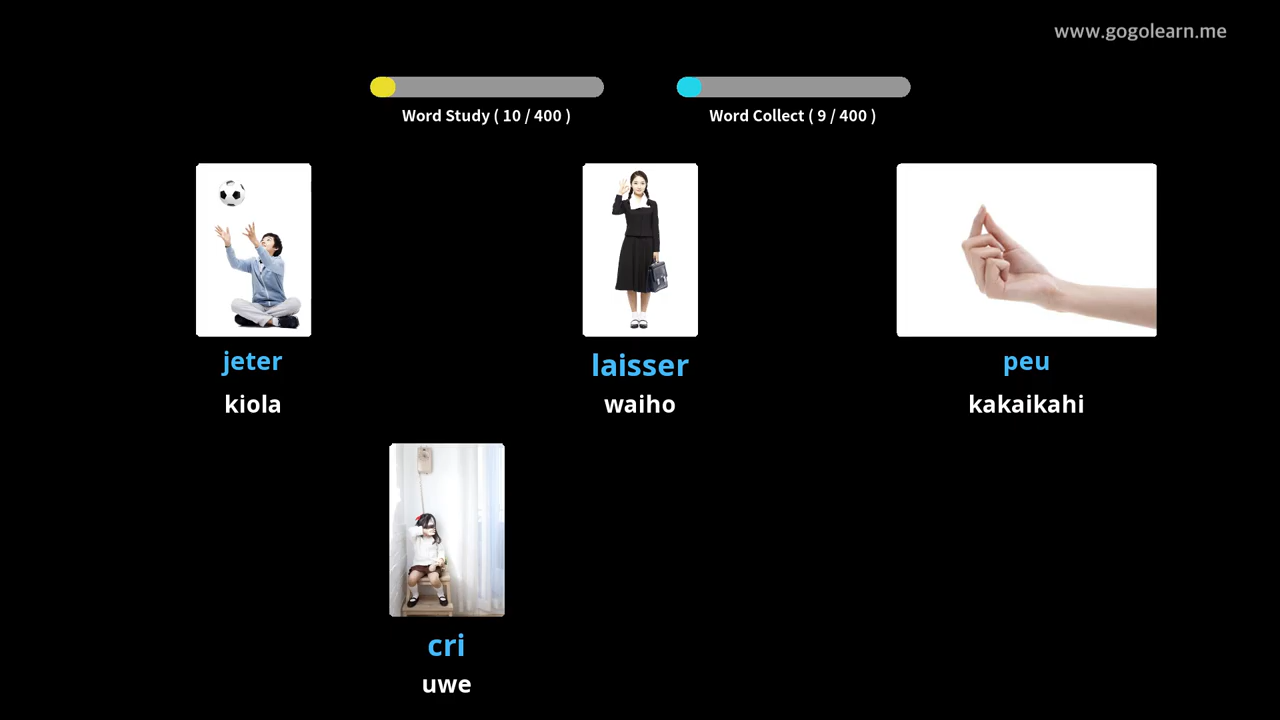 www.gogolearn.me
Word Study ( 10 / 400 )
Word Collect ( 9 / 400 )
jeter
kiola
laisser
waiho
peu
kakaikahi
cri
uwe